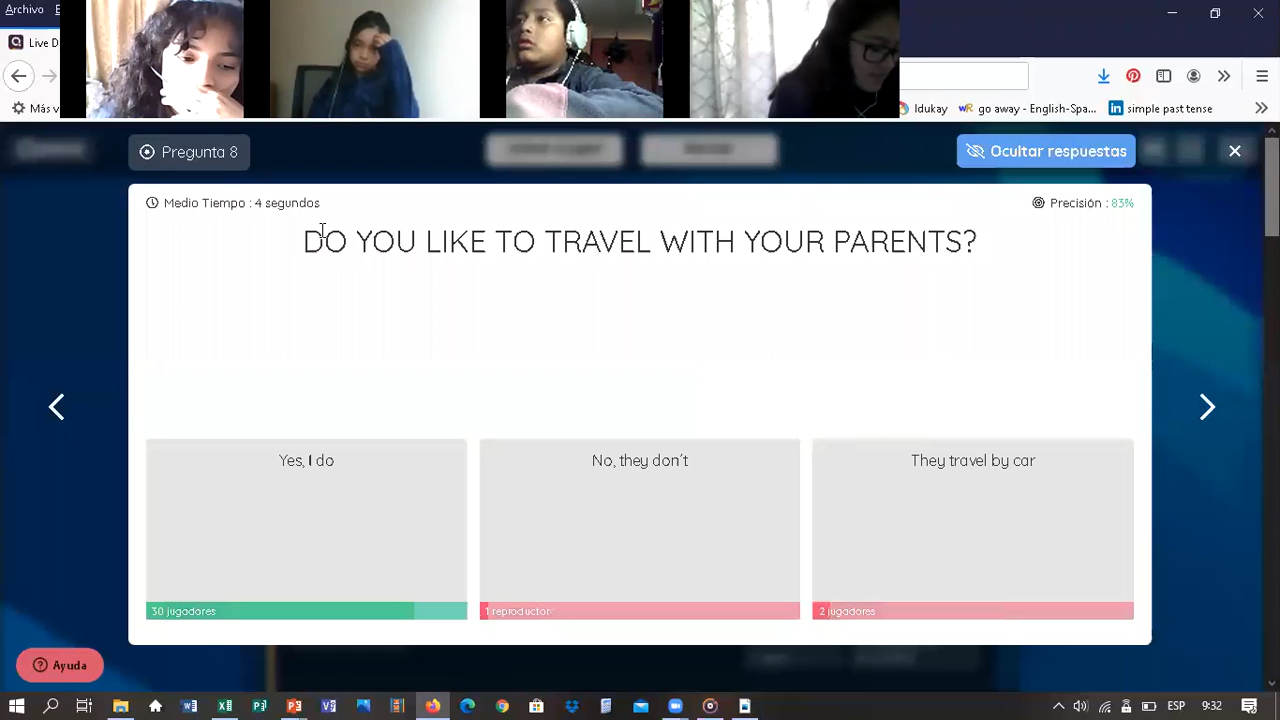 Archivo
Live D
Más v
Idukay
go away - English-Spa...
simple past tense
Pregunta 8
Ocultar respuestas
Medio Tiempo : 4 segundos
Precisión : 83%
DO YOU LIKE TO TRAVEL WITH YOUR PARENTS?
Yes, I do
No, they don´t
They travel by car
30 jugadores
1 reproductor
2 jugadores
Ayuda
ESP
9:32